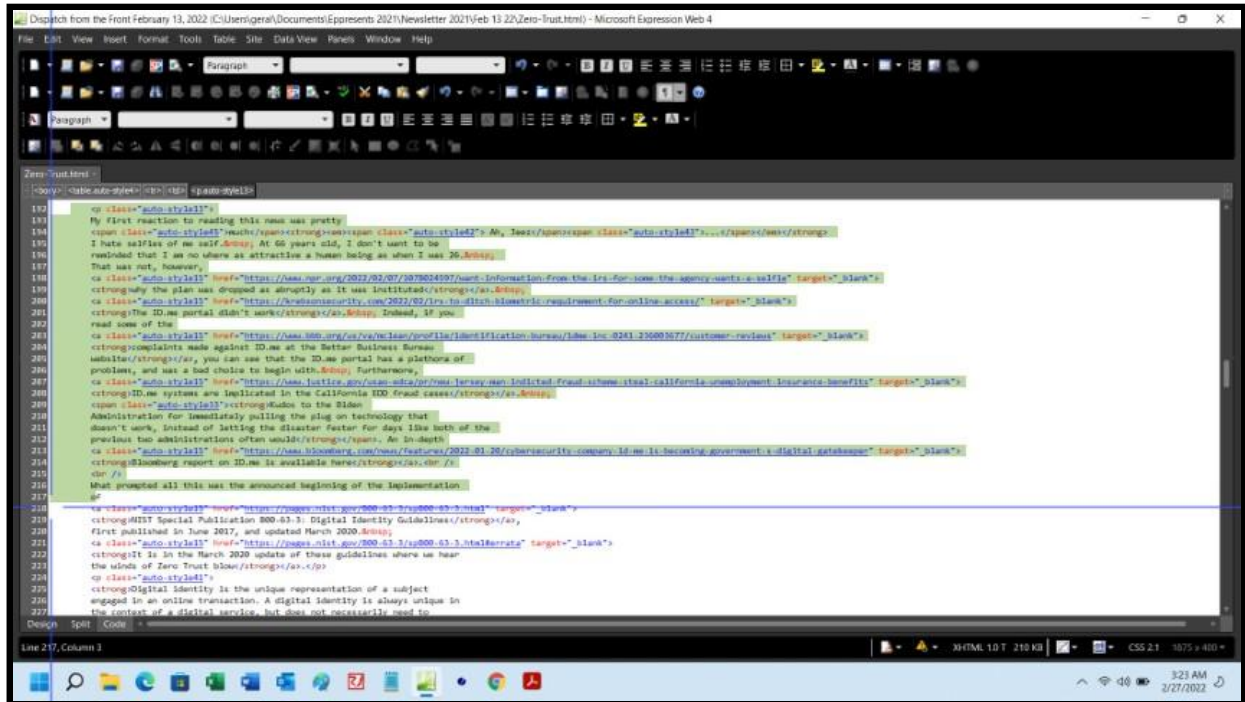 Dispatch from the Front February 13, 2022 (C:\Users\geral\Documents\Eppresents 2021\Newsletter 2021\Feb 13 22\Zero-Trust.html) - Microsoft Expression Web 4
File Edit View Insert Format Tools Table Site Data View Panels Window Help
Paragraph
Paragraph
Zero-Trust.html
<body> <table.auto-style4> <tr> <td> <p.auto-style13>
192 <p class="auto-style13">
193 My first reaction to reading this news was pretty
194 <span class="auto-style45">much</span><strong><em><span class="auto-style42"> Ah, Jeez</span><span class="auto-style43">...</span></em></strong>
195 I hate selfies of me self.&nbsp; At 66 years old, I don't want to be
196 reminded that I am no where as attractive a human being as when I was 26.&nbsp;
197 That was not, however,
198 <a class="auto-style15" href="https://www.npr.org/2022/02/07/1078024597/want-information-from-the-irs-for-some-the-agency-wants-a-selfie" target="_blank">
199 <strong>why the plan was dropped as abruptly as it was instituted</strong></a>.&nbsp;
200 <a class="auto-style15" href="https://krebsonsecurity.com/2022/02/irs-to-ditch-biometric-requirement-for-online-access/" target="_blank">
201 <strong>The ID.me portal didn't work</strong></a>.&nbsp; Indeed, if you
202 read some of the
203 <a class="auto-style15" href="https://www.bbb.org/us/va/mclean/profile/identification-bureau/idme-inc-0241-236003677/customer-reviews" target="_blank">
204 <strong>complaints made against ID.me at the Better Business Bureau
205 website</strong></a>, you can see that the ID.me portal has a plethora of
206 problems, and was a bad choice to begin with.&nbsp; Furthermore,
207 <a class="auto-style15" href="https://www.justice.gov/usao-edca/pr/new-jersey-man-indicted-fraud-scheme-steal-california-unemployment-insurance-benefits" target="_blank">
208 <strong>ID.me systems are implicated in the California EDD fraud cases</strong></a>.&nbsp;
209 <span class="auto-style33"><strong>Kudos to the Biden
210 Administration for immediately pulling the plug on technology that
211 doesn't work, instead of letting the disaster fester for days like both of the
212 previous two administrations often would</strong></span>. An in-depth
213 <a class="auto-style15" href="https://www.bloomberg.com/news/features/2022-01-20/cybersecurity-company-id-me-is-becoming-government-s-digital-gatekeeper" target="_blank">
214 <strong>Bloomberg report on ID.me is available here</strong></a>.<br />
215 <br />
216 What prompted all this was the announced beginning of the implementation
217 of
218 <a class="auto-style15" href="https://pages.nist.gov/800-63-3/sp800-63-3.html" target="_blank">
219 <strong>NIST Special Publication 800-63-3: Digital Identity Guidelines</strong></a>,
220 first published in June 2017, and updated March 2020.&nbsp;
221 <a class="auto-style15" href="https://pages.nist.gov/800-63-3/sp800-63-3.html#errata" target="_blank">
222 <strong>It is in the March 2020 update of these guidelines where we hear
223 the winds of Zero Trust blow</strong></a>.</p>
224 <p class="auto-style41">
225 <strong>Digital identity is the unique representation of a subject
226 engaged in an online transaction. A digital identity is always unique in
227 the context of a digital service, but does not necessarily need to
Design Split Code
Line 217, Column 3
XHTML 1.0 T 210 KB CSS 2.1 1875 x 400
3:23 AM
2/27/2022